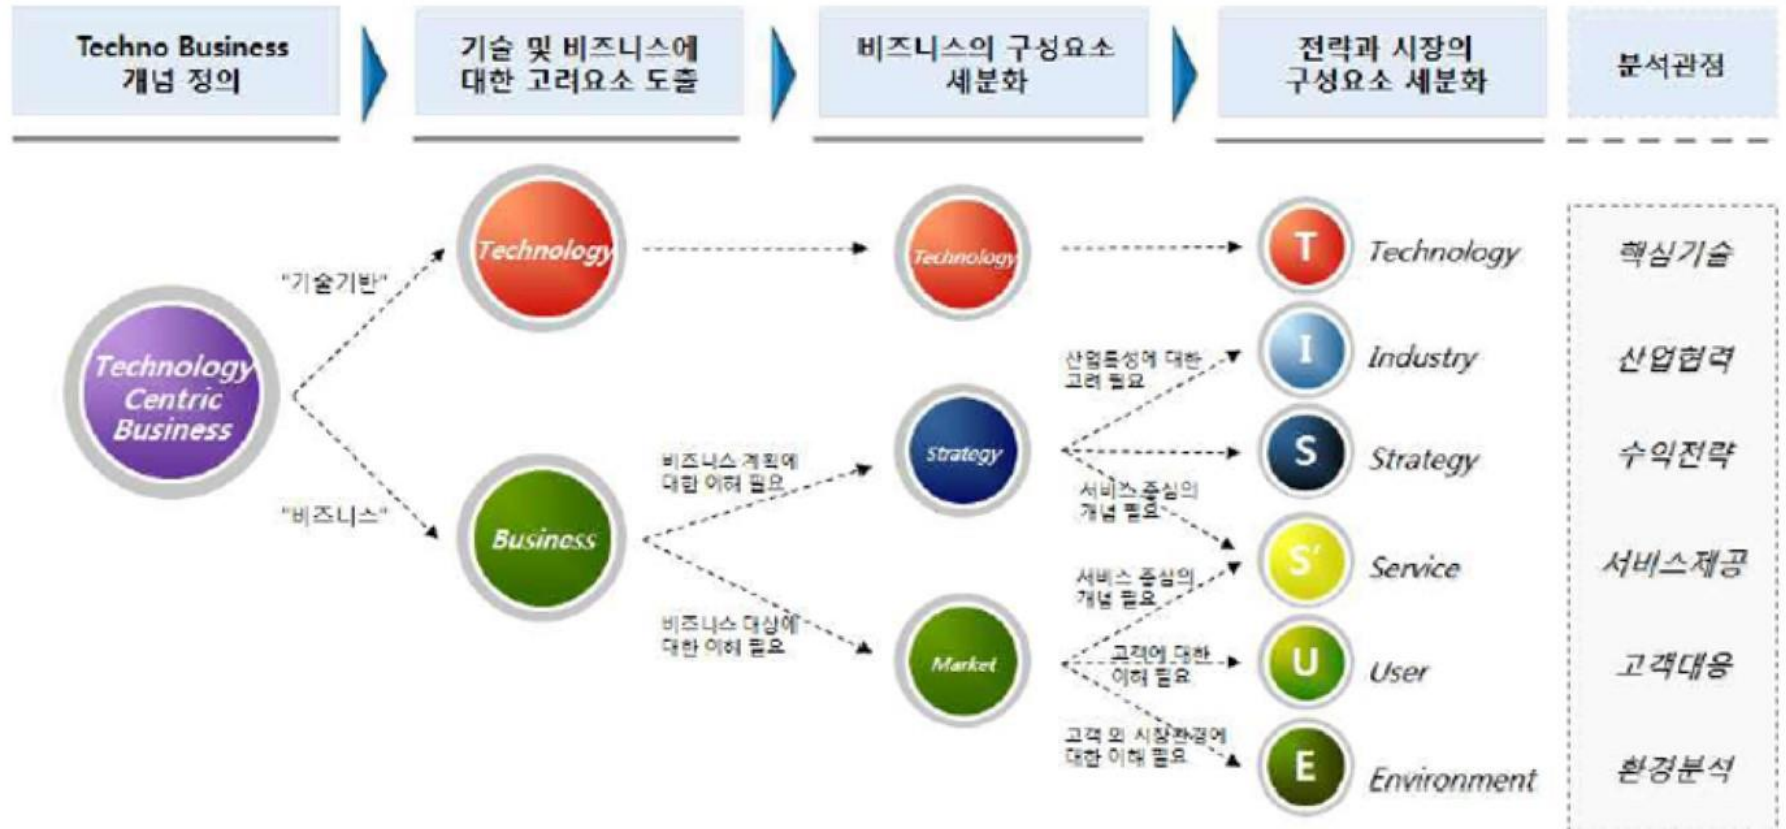 Techno Business
개념 정의
기술 및 비즈니스에
대한 고려요소 도출
비즈니스의 구성요소
세분화
전략과 시장의
구성요소 세분화
분석관점
Technology
Centric
Business
"기술기반"
"비즈니스"
Technology
Business
비즈니스 계획에
대한 이해 필요
비즈니스 대상에
대한 이해 필요
Technology
Strategy
Market
산업특성에 대한
고려 필요
서비스 중심의
개념 필요
서비스 중심의
개념 필요
고객에 대한
이해 필요
고객 외 시장환경에
대한 이해 필요
T Technology
I Industry
S Strategy
S' Service
U User
E Environment
핵심기술
산업협력
수익전략
서비스제공
고객대응
환경분석